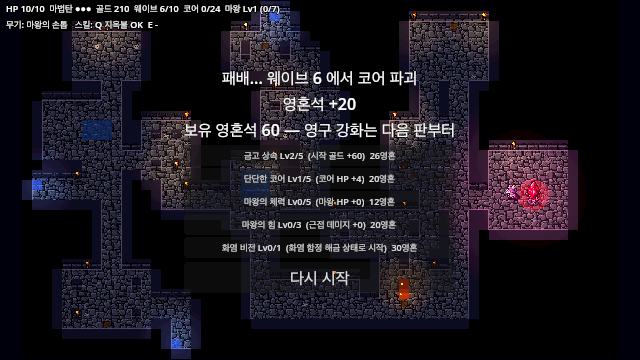 HP 10/10 마법탄 ●●● 골드 210 웨이브 6/10 코어 0/24 마왕 Lv1 (0/7)
무기: 마왕의 손톱 스킬: Q 지옥불 OK E -
패배... 웨이브 6 에서 코어 파괴
영혼석 +20
보유 영혼석 60 — 영구 강화는 다음 판부터
금고 상속 Lv2/5 (시작 골드 +60) 26영혼
단단한 코어 Lv1/5 (코어 HP +4) 20영혼
마왕의 체력 Lv0/5 (마왕 HP +0) 12영혼
마왕의 힘 Lv0/3 (근접 데미지 +0) 20영혼
화염 비전 Lv0/1 (화염 함정 해금 상태로 시작) 30영혼
다시 시작